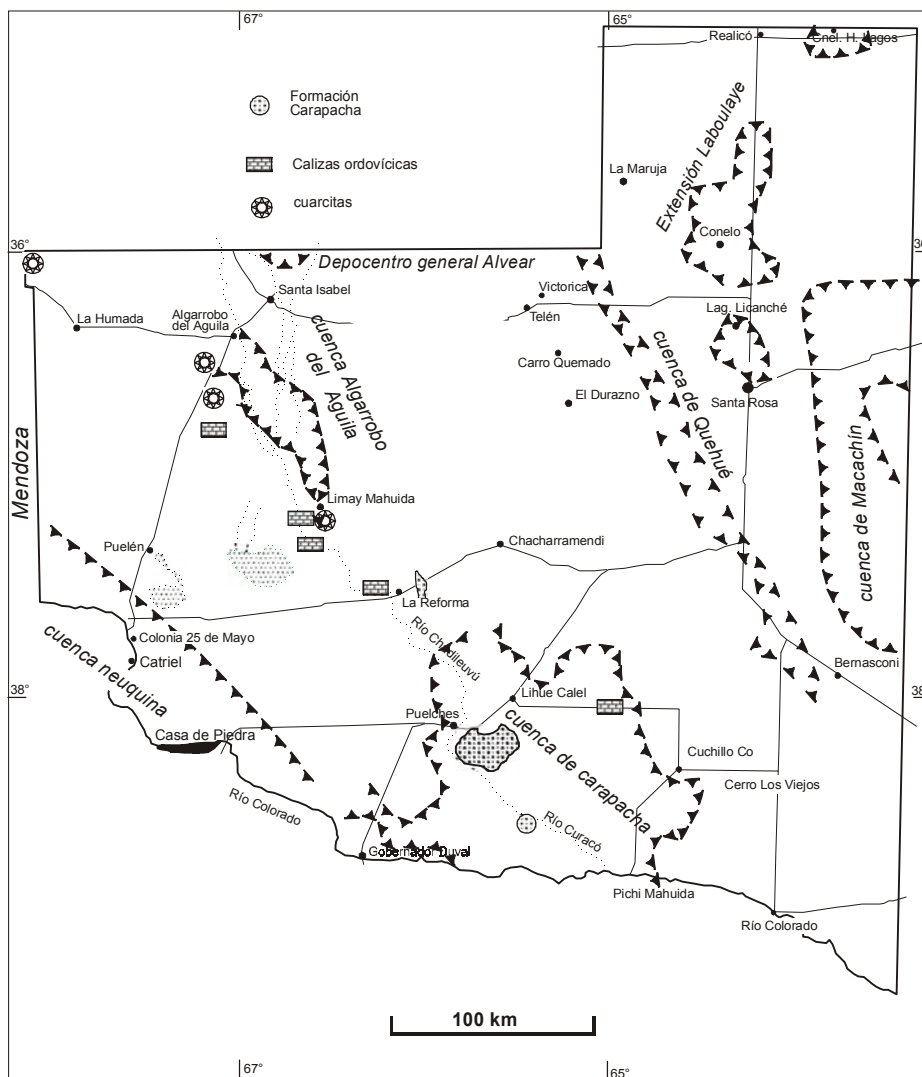 67°
65°
Realicó
Cnel. H. Lagos
Formación
Carapacha
Calizas ordovícicas
cuarcitas
Extensión Laboulaye
La Maruja
Conelo
36°
36
Depocentro general Alvear
Santa Isabel
Victorica
Telén
Lag. Licanché
La Humada
Algarrobo
del Aguila
cuenca Algarrobo
del Aguila
Carro Quemado
El Durazno
Santa Rosa
cuenca de Quehué
cuenca de Macachín
Mendoza
Limay Mahuida
Puelén
Chacharramendi
La Reforma
Río Chadileuvú
Colonia 25 de Mayo
Catriel
cuenca neuquina
Bernasconi
38°
38
Lihue Calel
Puelches
cuenca de carapacha
Casa de Piedra
Cuchillo Co
Cerro Los Viejos
Río Colorado
Río Curacó
Gobernador Duval
Pichi Mahuida
Río Colorado
100 km
67°
65°